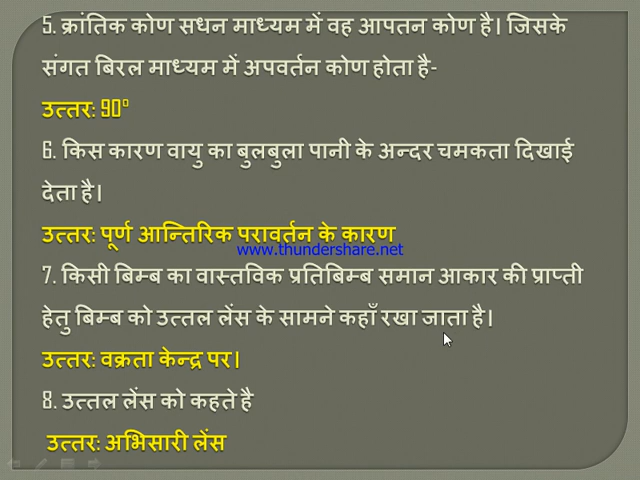 5. क्रांतिक कोण सधन माध्यम में वह आपतन कोण है। जिसके
संगत बिरल माध्यम में अपवर्तन कोण होता है-
उत्तर: 90°
6. किस कारण वायु का बुलबुला पानी के अन्दर चमकता दिखाई
देता है।
उत्तर: पूर्ण आन्तिरिक परावर्तन के कारण
www.thundershare.net
7. किसी बिम्ब का वास्तविक प्रतिबिम्ब समान आकार की प्राप्ती
हेतु बिम्ब को उत्तल लेंस के सामने कहाँ रखा जाता है।
उत्तर: वक्रता केन्द्र पर।
8. उत्तल लेंस को कहते है
उत्तर: अभिसारी लेंस